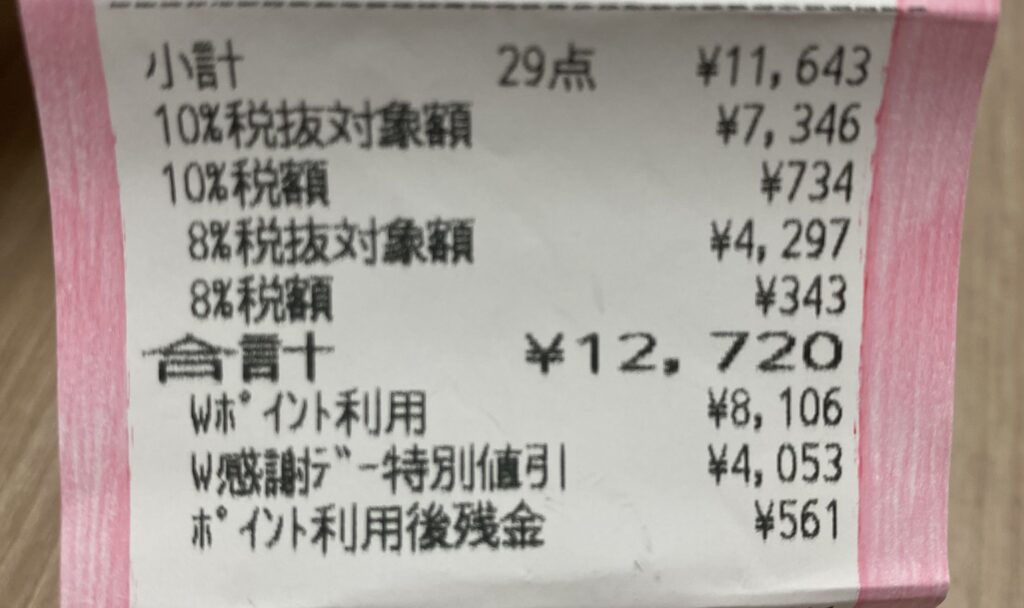 小計 29点 ¥11,643
10%税抜対象額 ¥7,346
10%税額 ¥734
8%税抜対象額 ¥4,297
8%税額 ¥343
合計 ¥12,720
Wﾎﾟｲﾝﾄ利用 ¥8,106
W感謝ﾃﾞｰ特別値引 ¥4,053
ﾎﾟｲﾝﾄ利用後残金 ¥561